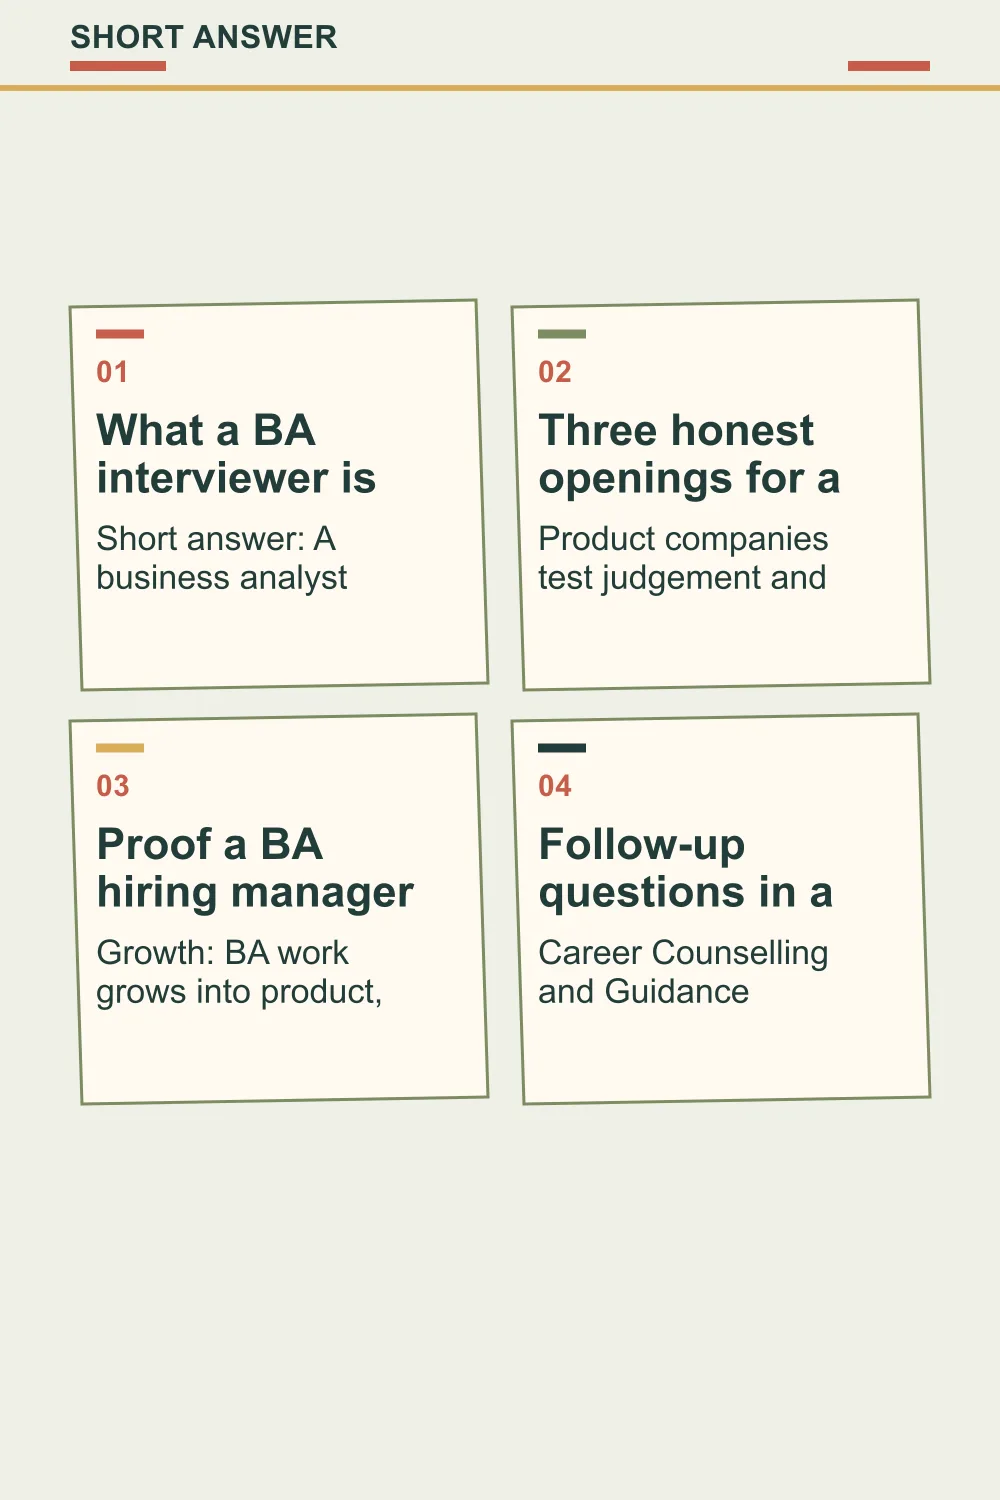 SHORT ANSWER
01
What a BA
interviewer is
Short answer: A
business analyst
02
Three honest
openings for a
Product companies
test judgement and
03
Proof a BA
hiring manager
Growth: BA work
grows into product,
04
Follow-up
questions in a
Career Counselling
and Guidance